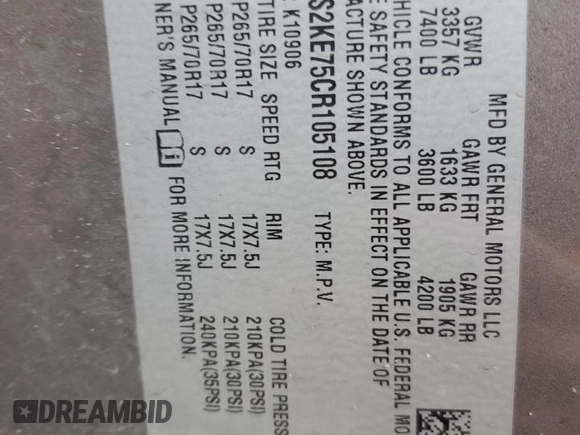 MFD BY GENERAL MOTORS LLC
GVWR GAWR FRT GAWR RR
3357 KG 1633 KG 1905 KG
7400 LB 3600 LB 4200 LB
HICLE CONFORMS TO ALL APPLICABLE U.S. FEDERAL MO
E SAFETY STANDARDS IN EFFECT ON THE DATE OF
FACTURE SHOWN ABOVE.
S2KE75CR105108 TYPE: M.P.V.
: K10906
TIRE SIZE SPEED RTG RIM COLD TIRE PRESS
P265/70R17 S 17X7.5J 210KPA(30PSI)
P265/70R17 S 17X7.5J 210KPA(30PSI)
P265/70R17 S 17X7.5J 240KPA(35PSI)
NER'S MANUAL FOR MORE INFORMATION.
DREAMBID